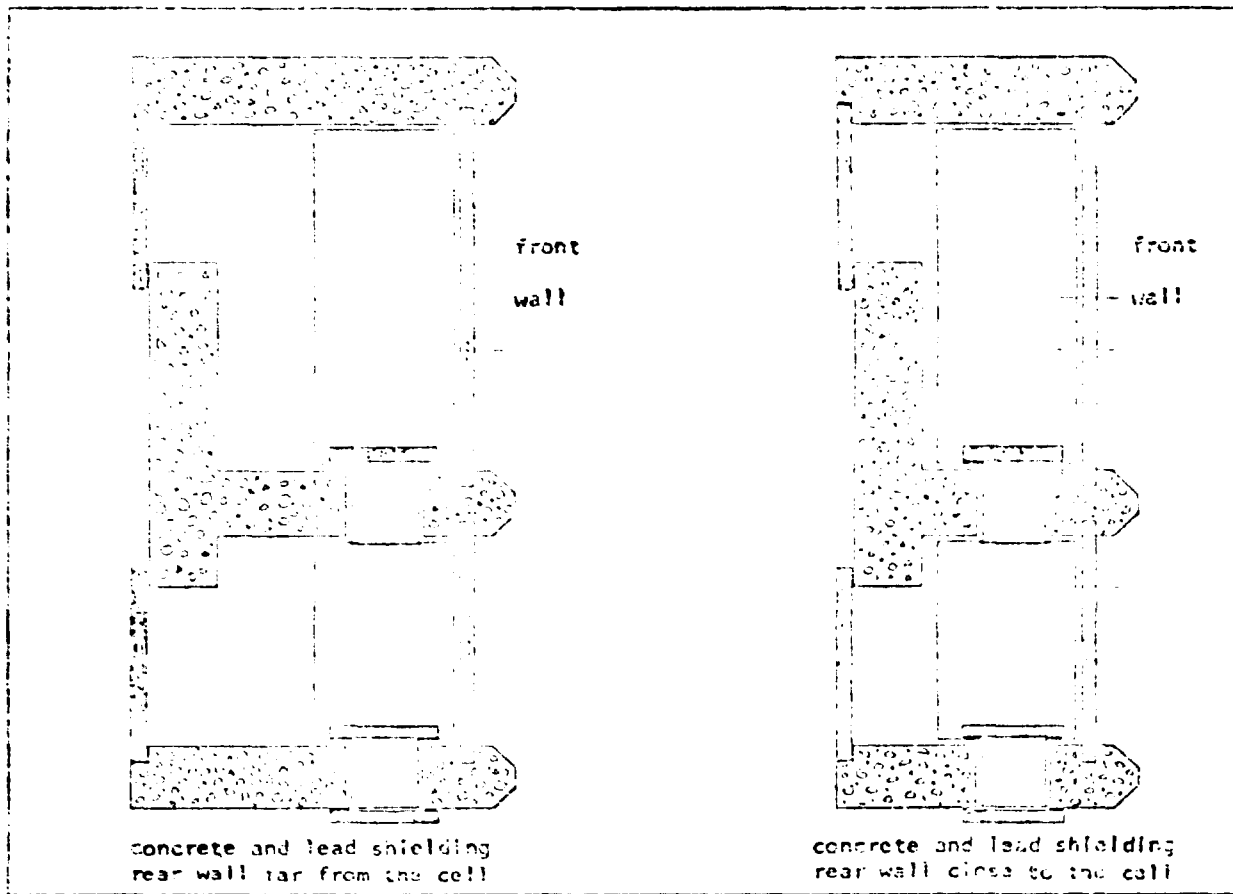 front
wall
front
wall
concrete and lead shielding
rear wall far from the cell
concrete and lead shielding
rear wall close to the cell